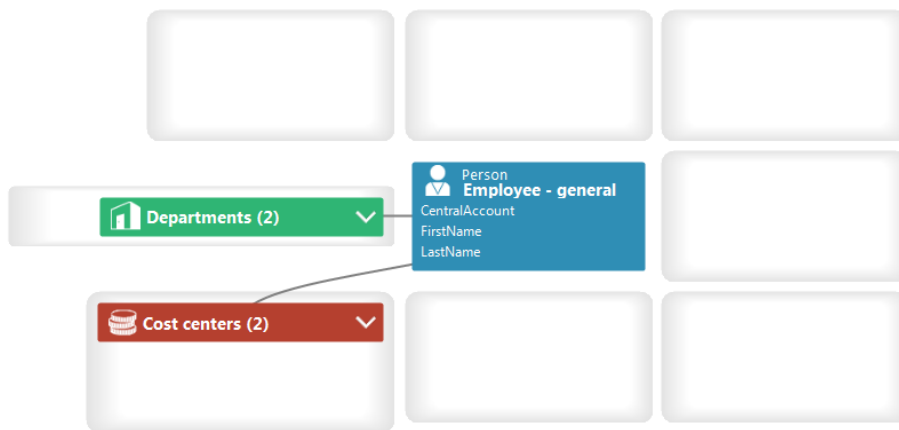 Person
Employee - general
CentralAccount
FirstName
LastName
Departments (2)
Cost centers (2)